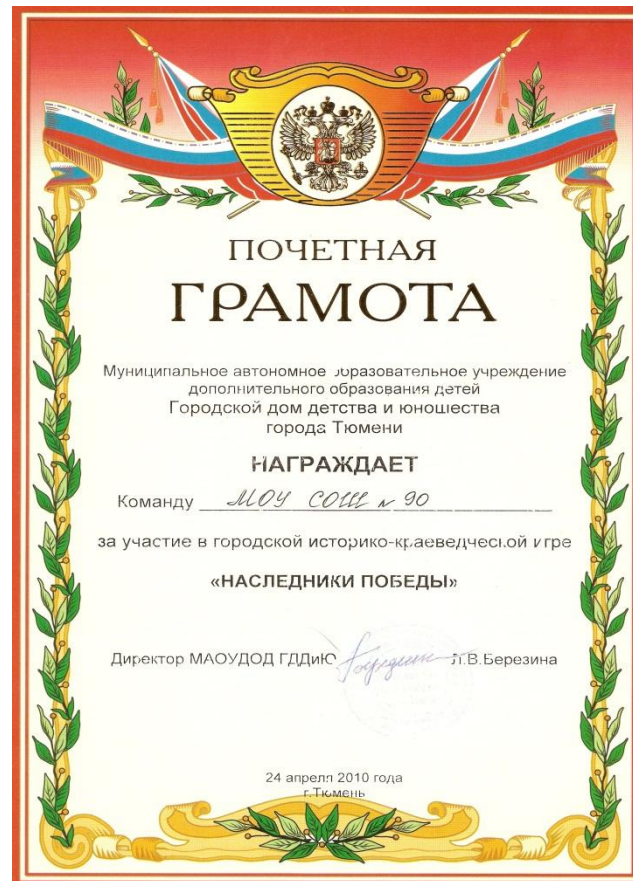 ПОЧЕТНАЯ
ГРАМОТА
Муниципальное автономное образовательное учреждение
дополнительного образования детей
Городской дом детства и юношества
города Тюмени
НАГРАЖДАЕТ
Команду МОУ СОШ № 90
за участие в городской историко-краеведческой игре
«НАСЛЕДНИКИ ПОБЕДЫ»
Директор МАОУДОД ГДДиЮ Л.В.Березина
24 апреля 2010 года
г.Тюмень